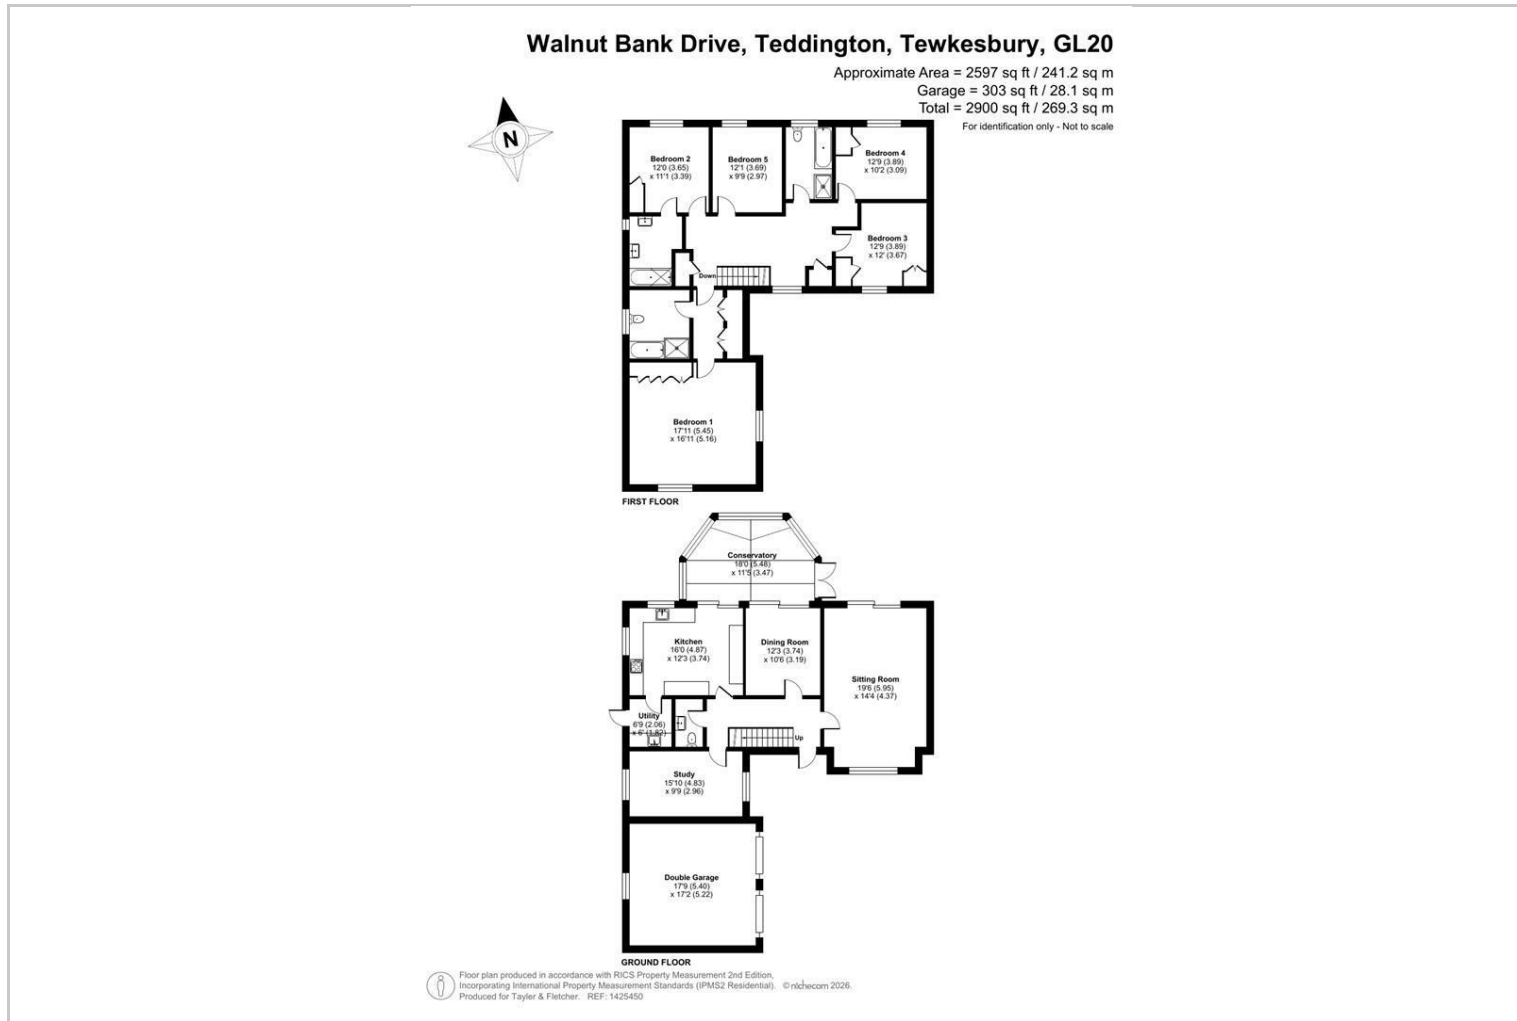 Walnut Bank Drive, Teddington, Tewkesbury, GL20
Approximate Area = 2597 sq ft / 241.2 sq m
Garage = 303 sq ft / 28.1 sq m
Total = 2900 sq ft / 269.3 sq m
For identification only - Not to scale
N
Bedroom 2
12'0 (3.65)
x 11'1 (3.39)
Bedroom 5
12'1 (3.69)
x 9'9 (2.97)
Bedroom 4
12'9 (3.89)
x 10'2 (3.09)
Bedroom 3
12'9 (3.89)
x 12' (3.67)
Down
Bedroom 1
17'11 (5.45)
x 16'11 (5.16)
FIRST FLOOR
Conservatory
18'0 (5.48)
x 11'5 (3.47)
Kitchen
16'0 (4.87)
x 12'3 (3.74)
Dining Room
12'3 (3.74)
x 10'6 (3.19)
Sitting Room
19'6 (5.95)
x 14'4 (4.37)
Utility
6'9 (2.06)
x 6' (1.82)
Up
Study
15'10 (4.83)
x 9'9 (2.96)
Double Garage
17'9 (5.40)
x 17'2 (5.22)
GROUND FLOOR
Floor plan produced in accordance with RICS Property Measurement 2nd Edition,
Incorporating International Property Measurement Standards (IPMS2 Residential). © nichecom 2026.
Produced for Tayler & Fletcher. REF: 1425450